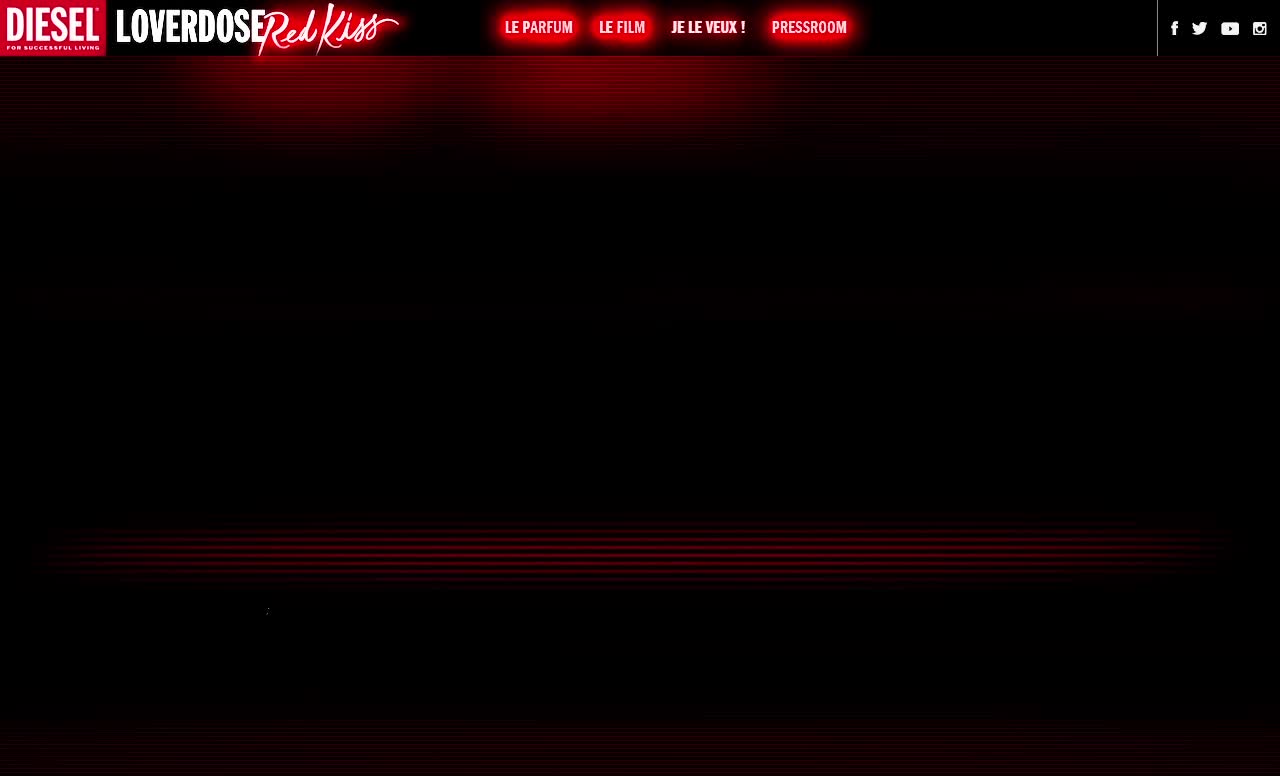 DIESEL
FOR SUCCESSFUL LIVING
LOVERDOSE Red Kiss
LE PARFUM
LE FILM
JE LE VEUX !
PRESSROOM